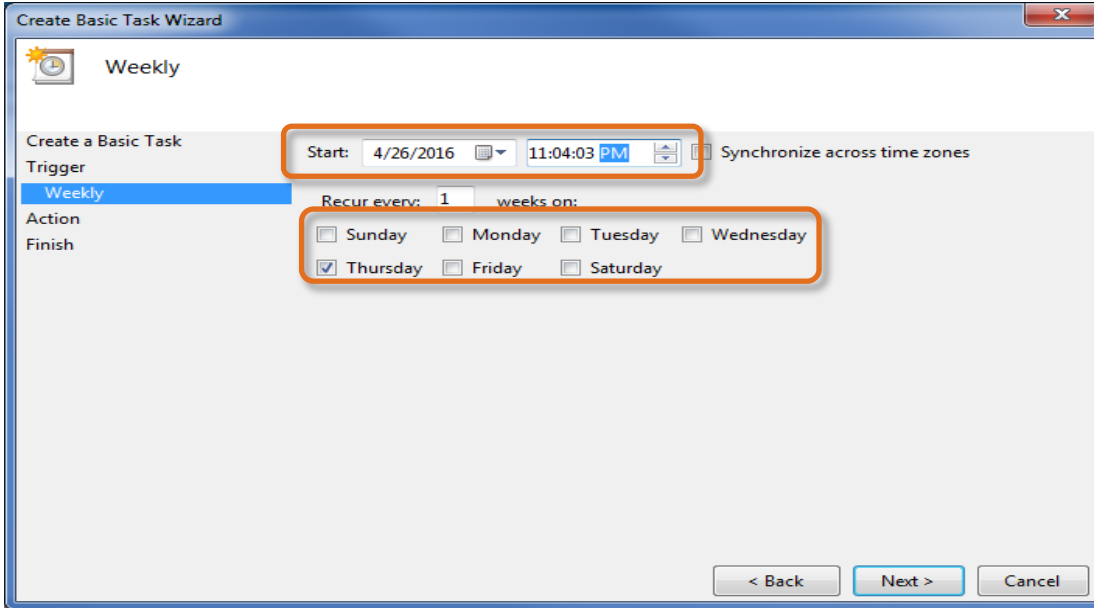 Create Basic Task Wizard
Weekly
Create a Basic Task
Trigger
Weekly
Action
Finish
Start: 4/26/2016 11:04:03 PM Synchronize across time zones
Recur every: 1 weeks on:
Sunday Monday Tuesday Wednesday
Thursday Friday Saturday
< Back Next > Cancel